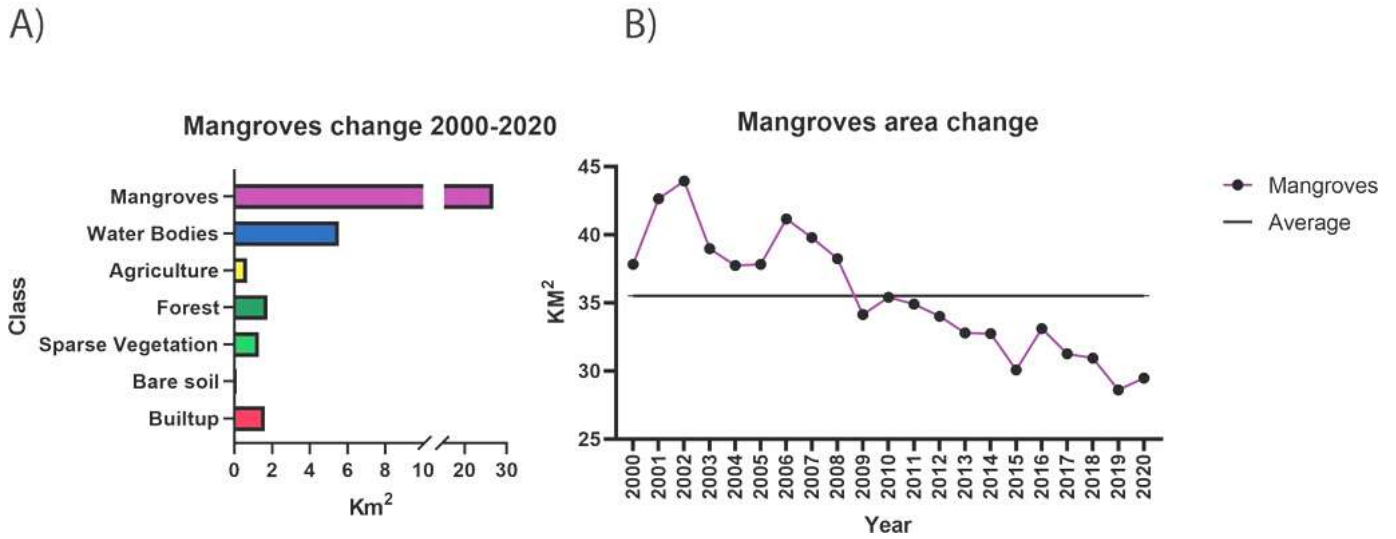 A)
B)
Mangroves change 2000-2020
Class
Mangroves
Water Bodies
Agriculture
Forest
Sparse Vegetation
Bare soil
Builtup
0 2 4 6 8 10 20 30
Km²
Mangroves area change
KM²
45
40
35
30
25
2000 2001 2002 2003 2004 2005 2006 2007 2008 2009 2010 2011 2012 2013 2014 2015 2016 2017 2018 2019 2020
Year
Mangroves
Average